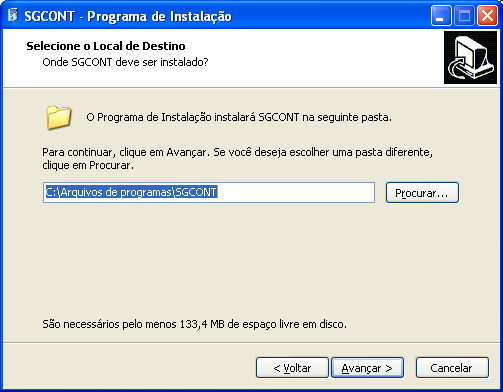 SGCONT - Programa de Instalação
Selecione o Local de Destino
Onde SGCONT deve ser instalado?
O Programa de Instalação instalará SGCONT na seguinte pasta.
Para continuar, clique em Avançar. Se você deseja escolher uma pasta diferente,
clique em Procurar.
C:\Arquivos de programas\SGCONT
Procurar...
São necessários pelo menos 133,4 MB de espaço livre em disco.
< Voltar
Avançar >
Cancelar